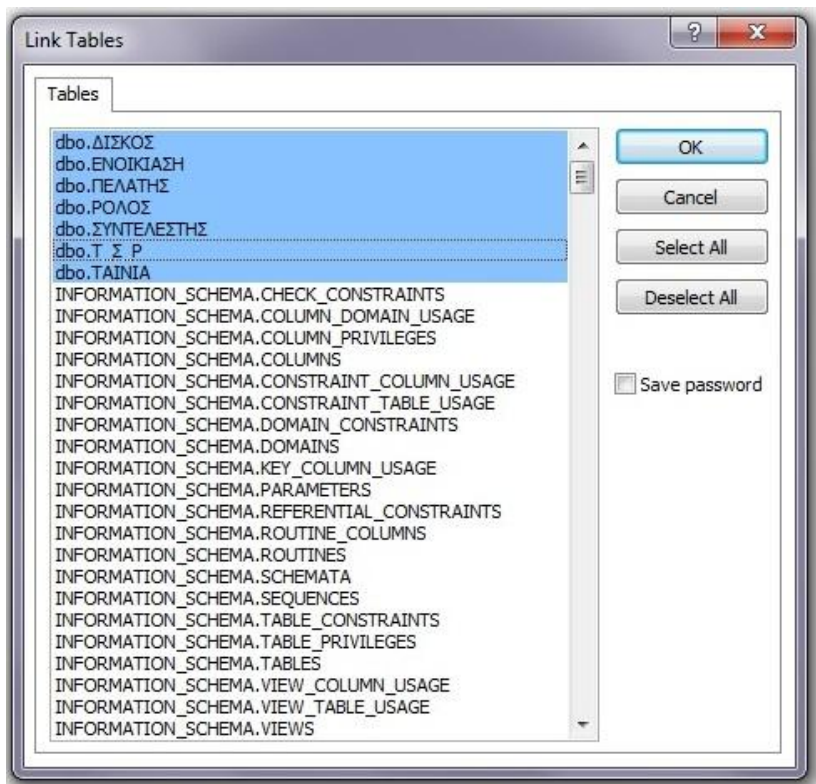 Link Tables
Tables
dbo.ΔΙΣΚΟΣ
dbo.ΕΝΟΙΚΙΑΣΗ
dbo.ΠΕΛΑΤΗΣ
dbo.ΡΟΛΟΣ
dbo.ΣΥΝΤΕΛΕΣΤΗΣ
dbo.Τ_Σ_Ρ
dbo.ΤΑΙΝΙΑ
INFORMATION_SCHEMA.CHECK_CONSTRAINTS
INFORMATION_SCHEMA.COLUMN_DOMAIN_USAGE
INFORMATION_SCHEMA.COLUMN_PRIVILEGES
INFORMATION_SCHEMA.COLUMNS
INFORMATION_SCHEMA.CONSTRAINT_COLUMN_USAGE
INFORMATION_SCHEMA.CONSTRAINT_TABLE_USAGE
INFORMATION_SCHEMA.DOMAIN_CONSTRAINTS
INFORMATION_SCHEMA.DOMAINS
INFORMATION_SCHEMA.KEY_COLUMN_USAGE
INFORMATION_SCHEMA.PARAMETERS
INFORMATION_SCHEMA.REFERENTIAL_CONSTRAINTS
INFORMATION_SCHEMA.ROUTINE_COLUMNS
INFORMATION_SCHEMA.ROUTINES
INFORMATION_SCHEMA.SCHEMATA
INFORMATION_SCHEMA.SEQUENCES
INFORMATION_SCHEMA.TABLE_CONSTRAINTS
INFORMATION_SCHEMA.TABLE_PRIVILEGES
INFORMATION_SCHEMA.TABLES
INFORMATION_SCHEMA.VIEW_COLUMN_USAGE
INFORMATION_SCHEMA.VIEW_TABLE_USAGE
INFORMATION_SCHEMA.VIEWS
OK
Cancel
Select All
Deselect All
Save password